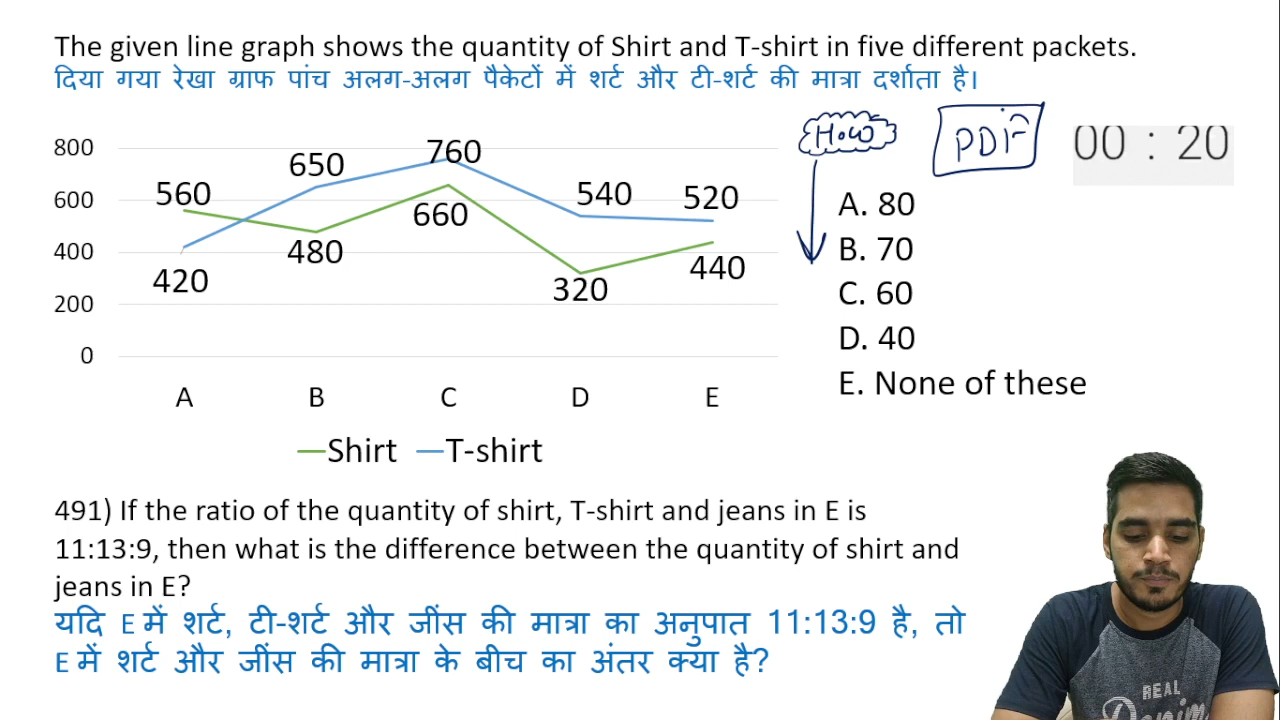 The given line graph shows the quantity of Shirt and T-shirt in five different packets.
दिया गया रेखा ग्राफ पांच अलग-अलग पैकेटों में शर्ट और टी-शर्ट की मात्रा दर्शाता है।
How
PDF
00 : 20
800
600
400
200
0
560
650
760
540
520
420
480
660
320
440
A B C D E
Shirt T-shirt
A. 80
B. 70
C. 60
D. 40
E. None of these
491) If the ratio of the quantity of shirt, T-shirt and jeans in E is
11:13:9, then what is the difference between the quantity of shirt and
jeans in E?
यदि E में शर्ट, टी-शर्ट और जींस की मात्रा का अनुपात 11:13:9 है, तो
E में शर्ट और जींस की मात्रा के बीच का अंतर क्या है?
REAL
Denim